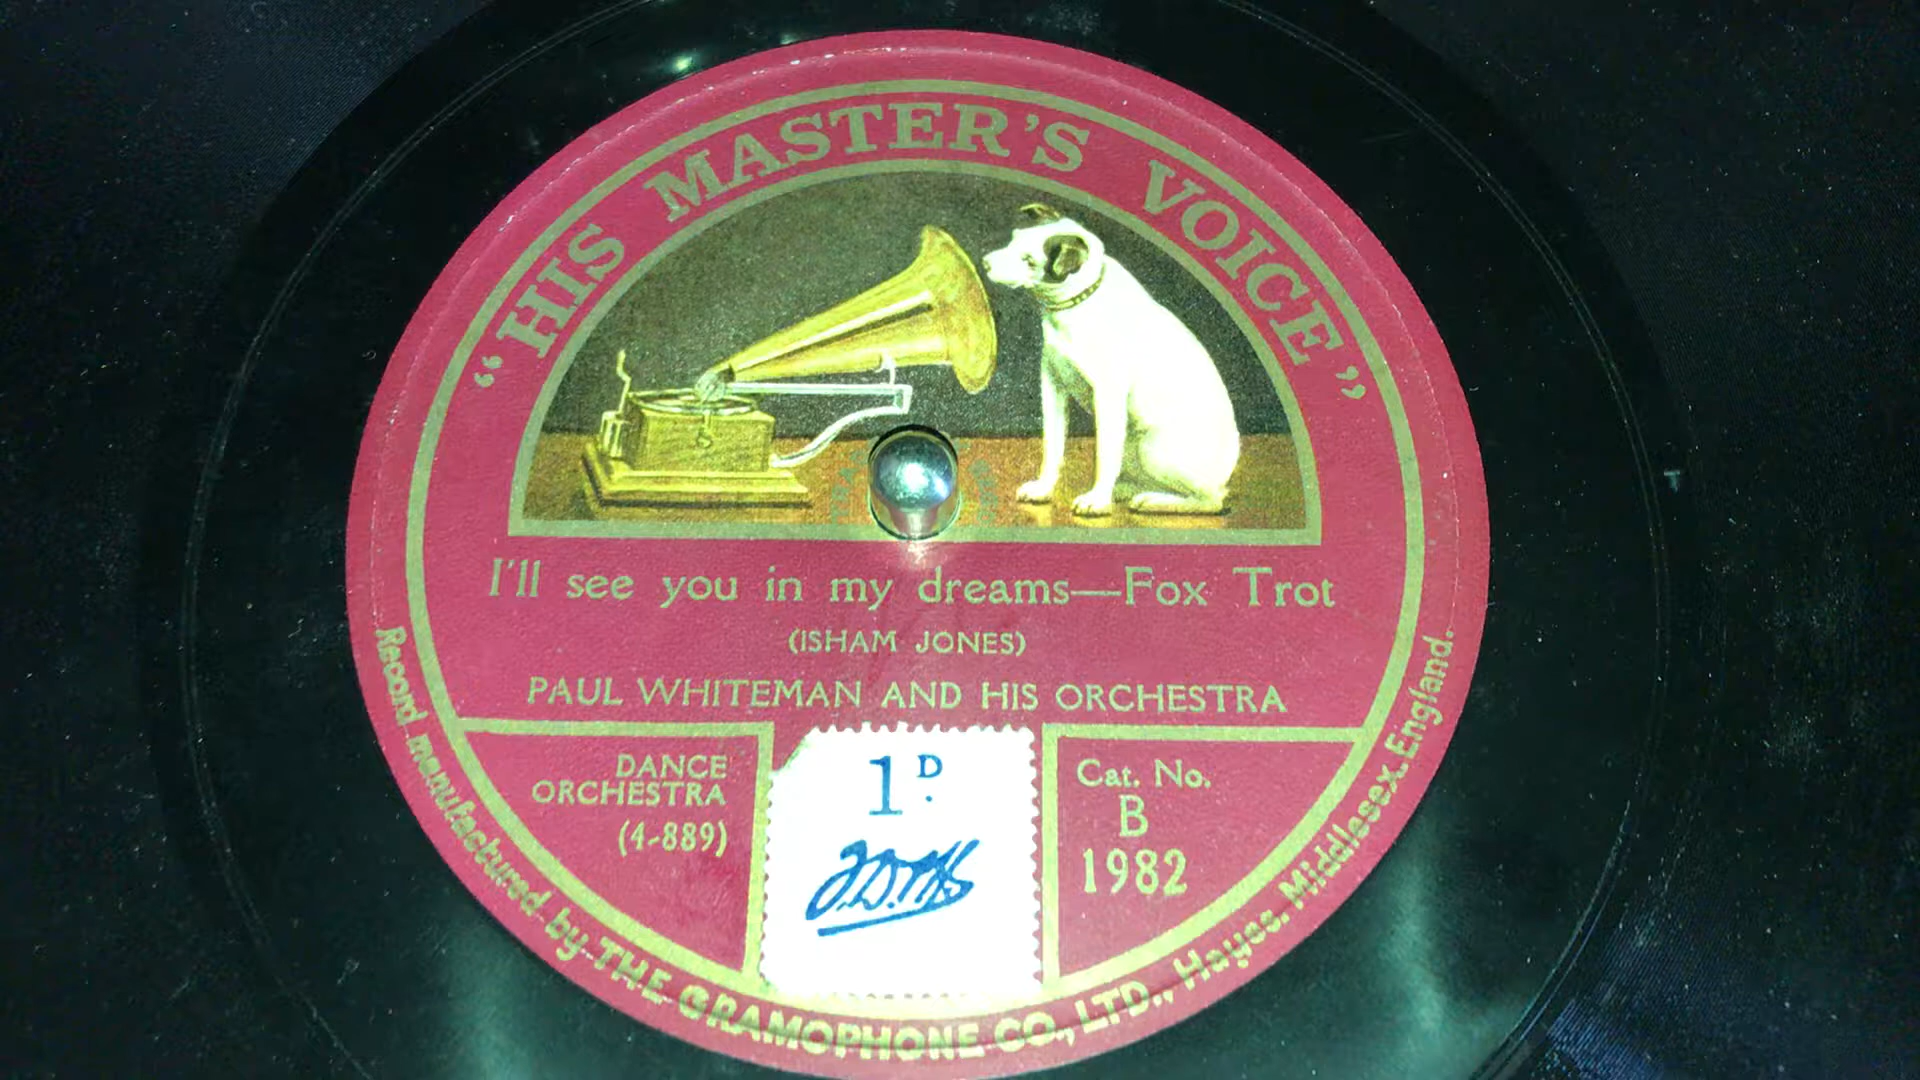 “HIS MASTER'S VOICE”
I'll see you in my dreams—Fox Trot
(ISHAM JONES)
PAUL WHITEMAN AND HIS ORCHESTRA
DANCE
ORCHESTRA
(4-889)
1D.
Cat. No.
B
1982
Record manufactured by THE GRAMOPHONE CO., LTD., Hayes, Middlesex, England.